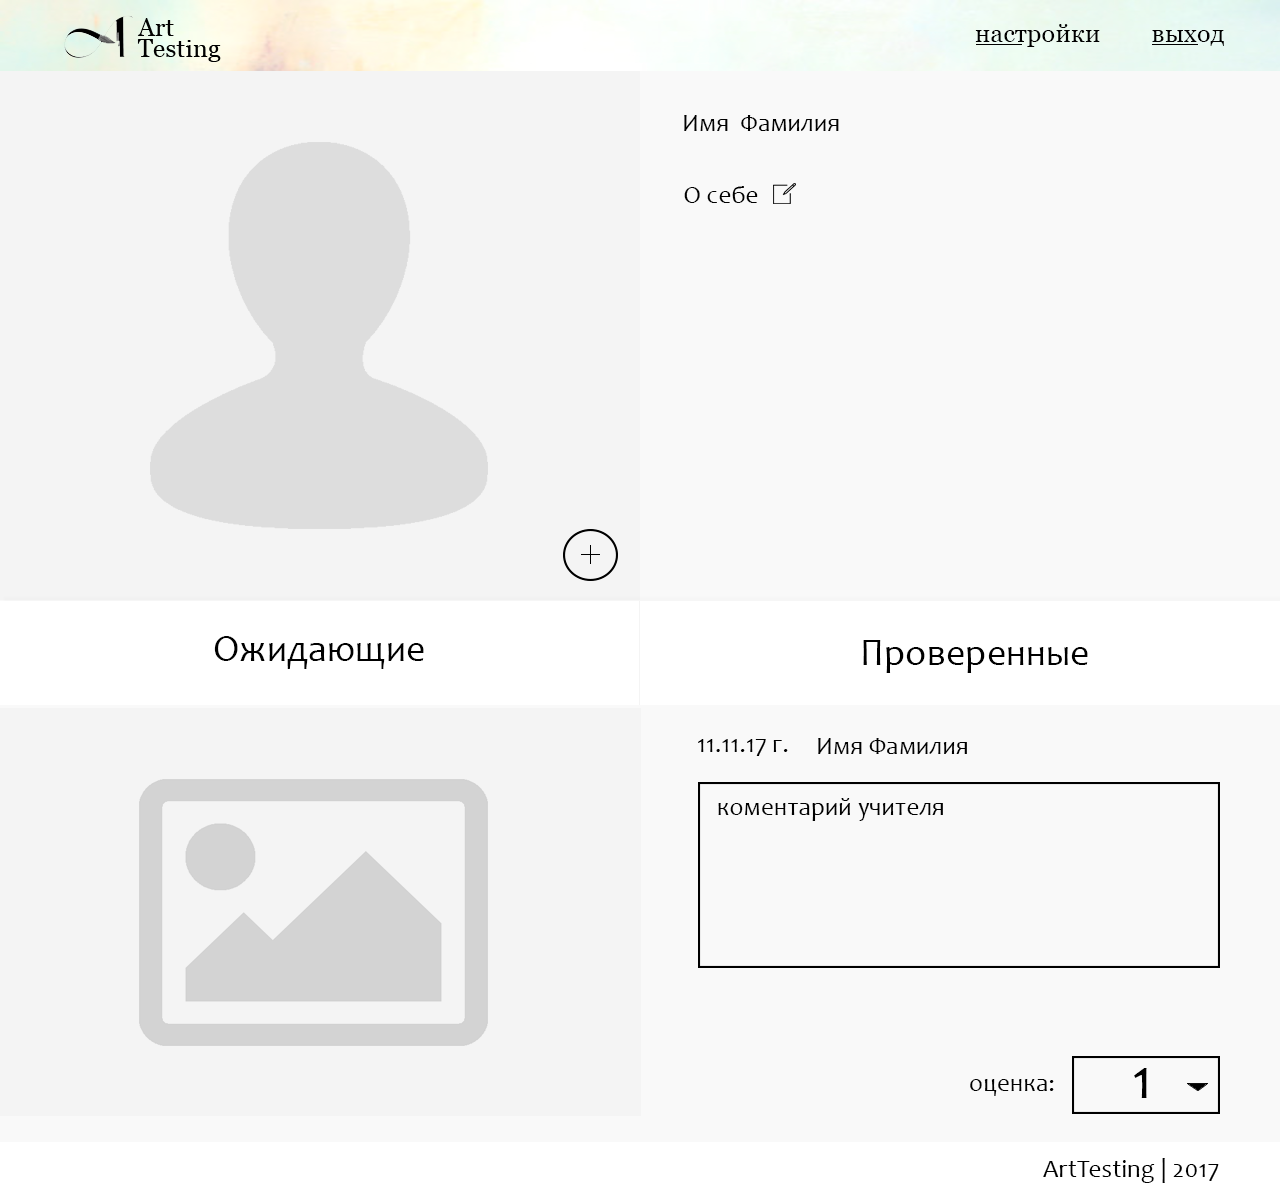 Art
Testing
настройки
выход
Имя Фамилия
О себе
Ожидающие
Проверенные
11.11.17 г.
Имя Фамилия
коментарий учителя
оценка:
1
ArtTesting | 2017